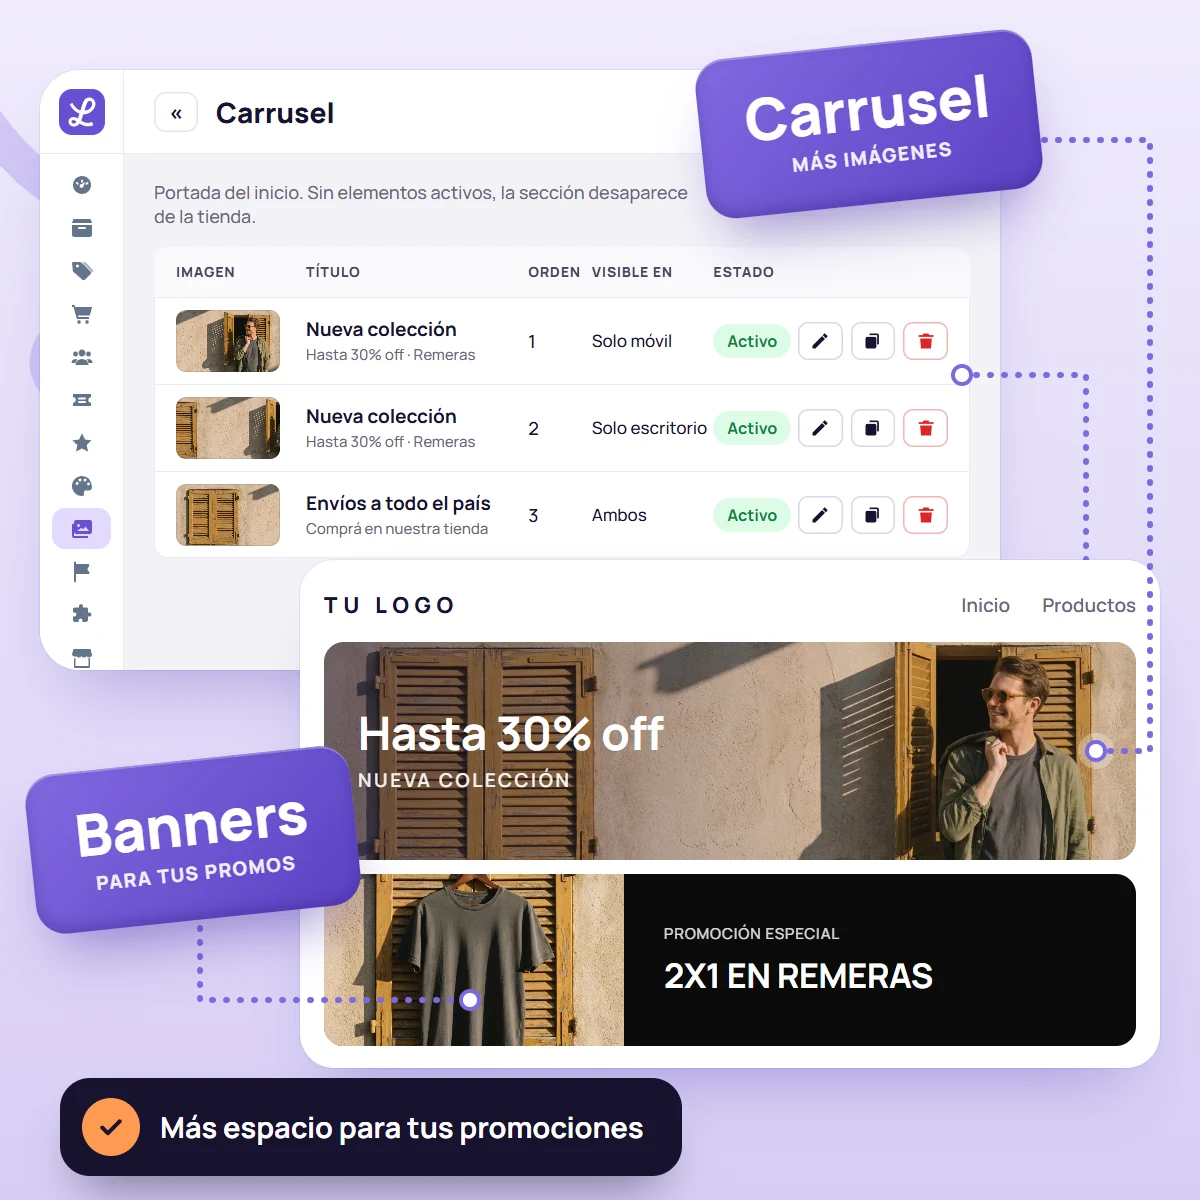 Carrusel
MÁS IMÁGENES
«
Carrusel
Portada del inicio. Sin elementos activos, la sección desaparece
de la tienda.
IMAGEN TÍTULO ORDEN VISIBLE EN ESTADO
Nueva colección
Hasta 30% off · Remeras
1 Solo móvil Activo
Nueva colección
Hasta 30% off · Remeras
2 Solo escritorio Activo
Envíos a todo el país
Comprá en nuestra tienda
3 Ambos Activo
TU LOGO Inicio Productos
Hasta 30% off
NUEVA COLECCIÓN
Banners
PARA TUS PROMOS
PROMOCIÓN ESPECIAL
2X1 EN REMERAS
Más espacio para tus promociones